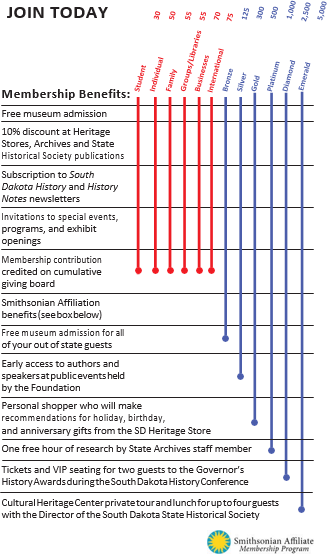 JOIN TODAY
30
50
55
55
70
75
125
300
500
1,000
2,500
5,000
Student
Individual
Family
Groups/Libraries
Businesses
International
Bronze
Silver
Gold
Platinum
Diamond
Emerald
Membership Benefits:
Free museum admission
10% discount at Heritage
Stores, Archives and State
Historical Society publications
Subscription to South
Dakota History and History
Notes newsletters
Invitations to special events,
programs, and exhibit
openings
Membership contribution
credited on cumulative
giving board
Smithsonian Affiliation
benefits (see box below)
Free museum admission for all
of your out of state guests
Early access to authors and
speakers at public events held
by the Foundation
Personal shopper who will make
recommendations for holiday, birthday,
and anniversary gifts from the SD Heritage Store
One free hour of research by State Archives staff member
Tickets and VIP seating for two guests to the Governor's
History Awards during the South Dakota History Conference
Cultural Heritage Center private tour and lunch for up to four guests
with the Director of the South Dakota State Historical Society
Smithsonian Affiliate
Membership Program